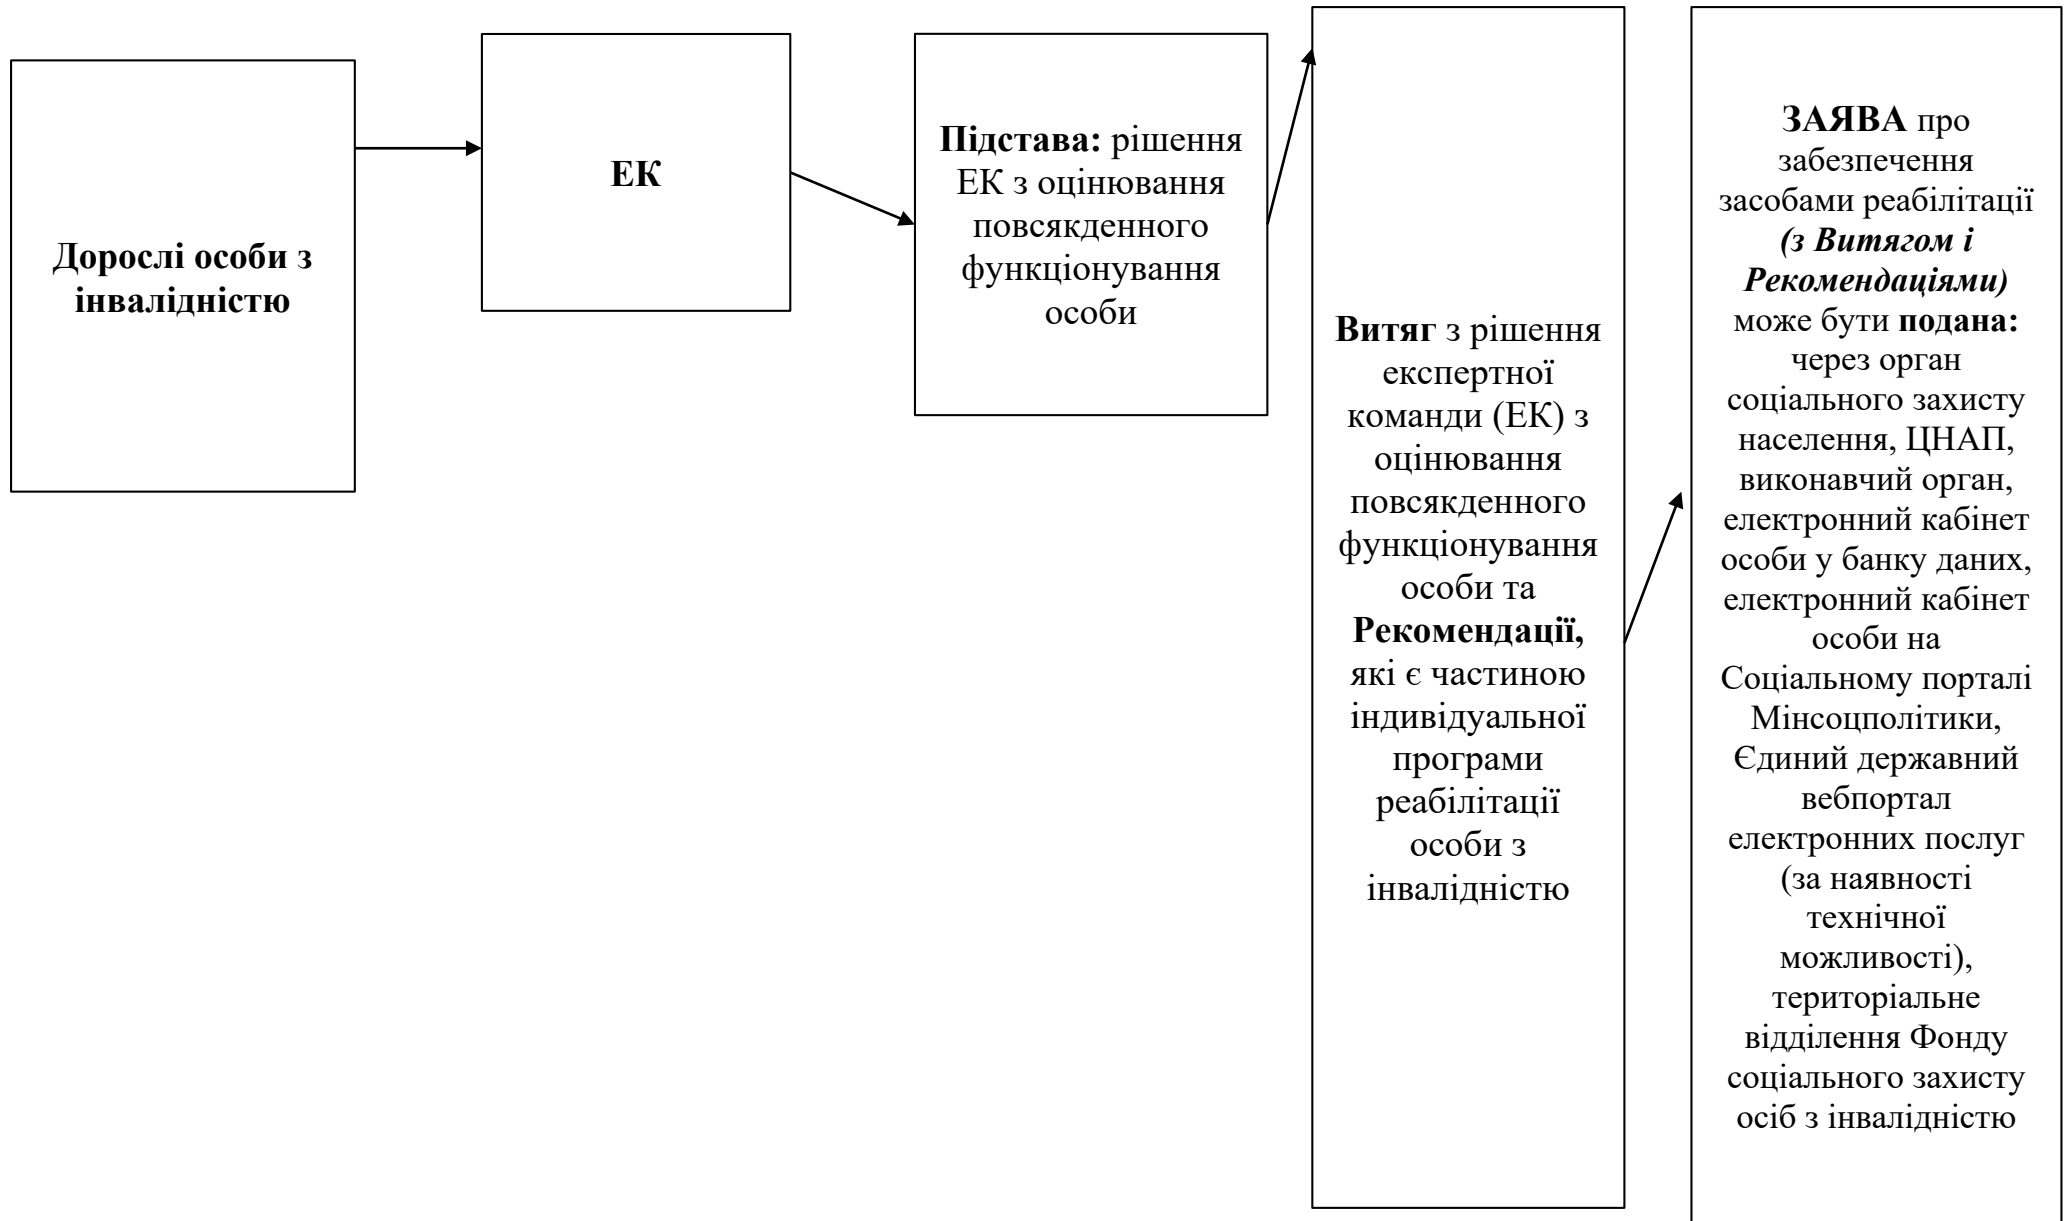 Дорослі особи з
інвалідністю
ЕК
Підстава: рішення
ЕК з оцінювання
повсякденного
функціонування
особи
Витяг з рішення
експертної
команди (ЕК) з
оцінювання
повсякденного
функціонування
особи та
Рекомендації,
які є частиною
індивідуальної
програми
реабілітації
особи з
інвалідністю
ЗАЯВА про
забезпечення
засобами реабілітації
(з Витягом і
Рекомендаціями)
може бути подана:
через орган
соціального захисту
населення, ЦНАП,
виконавчий орган,
електронний кабінет
особи у банку даних,
електронний кабінет
особи на
Соціальному порталі
Мінсоцполітики,
Єдиний державний
вебпортал
електронних послуг
(за наявності
технічної
можливості),
територіальне
відділення Фонду
соціального захисту
осіб з інвалідністю